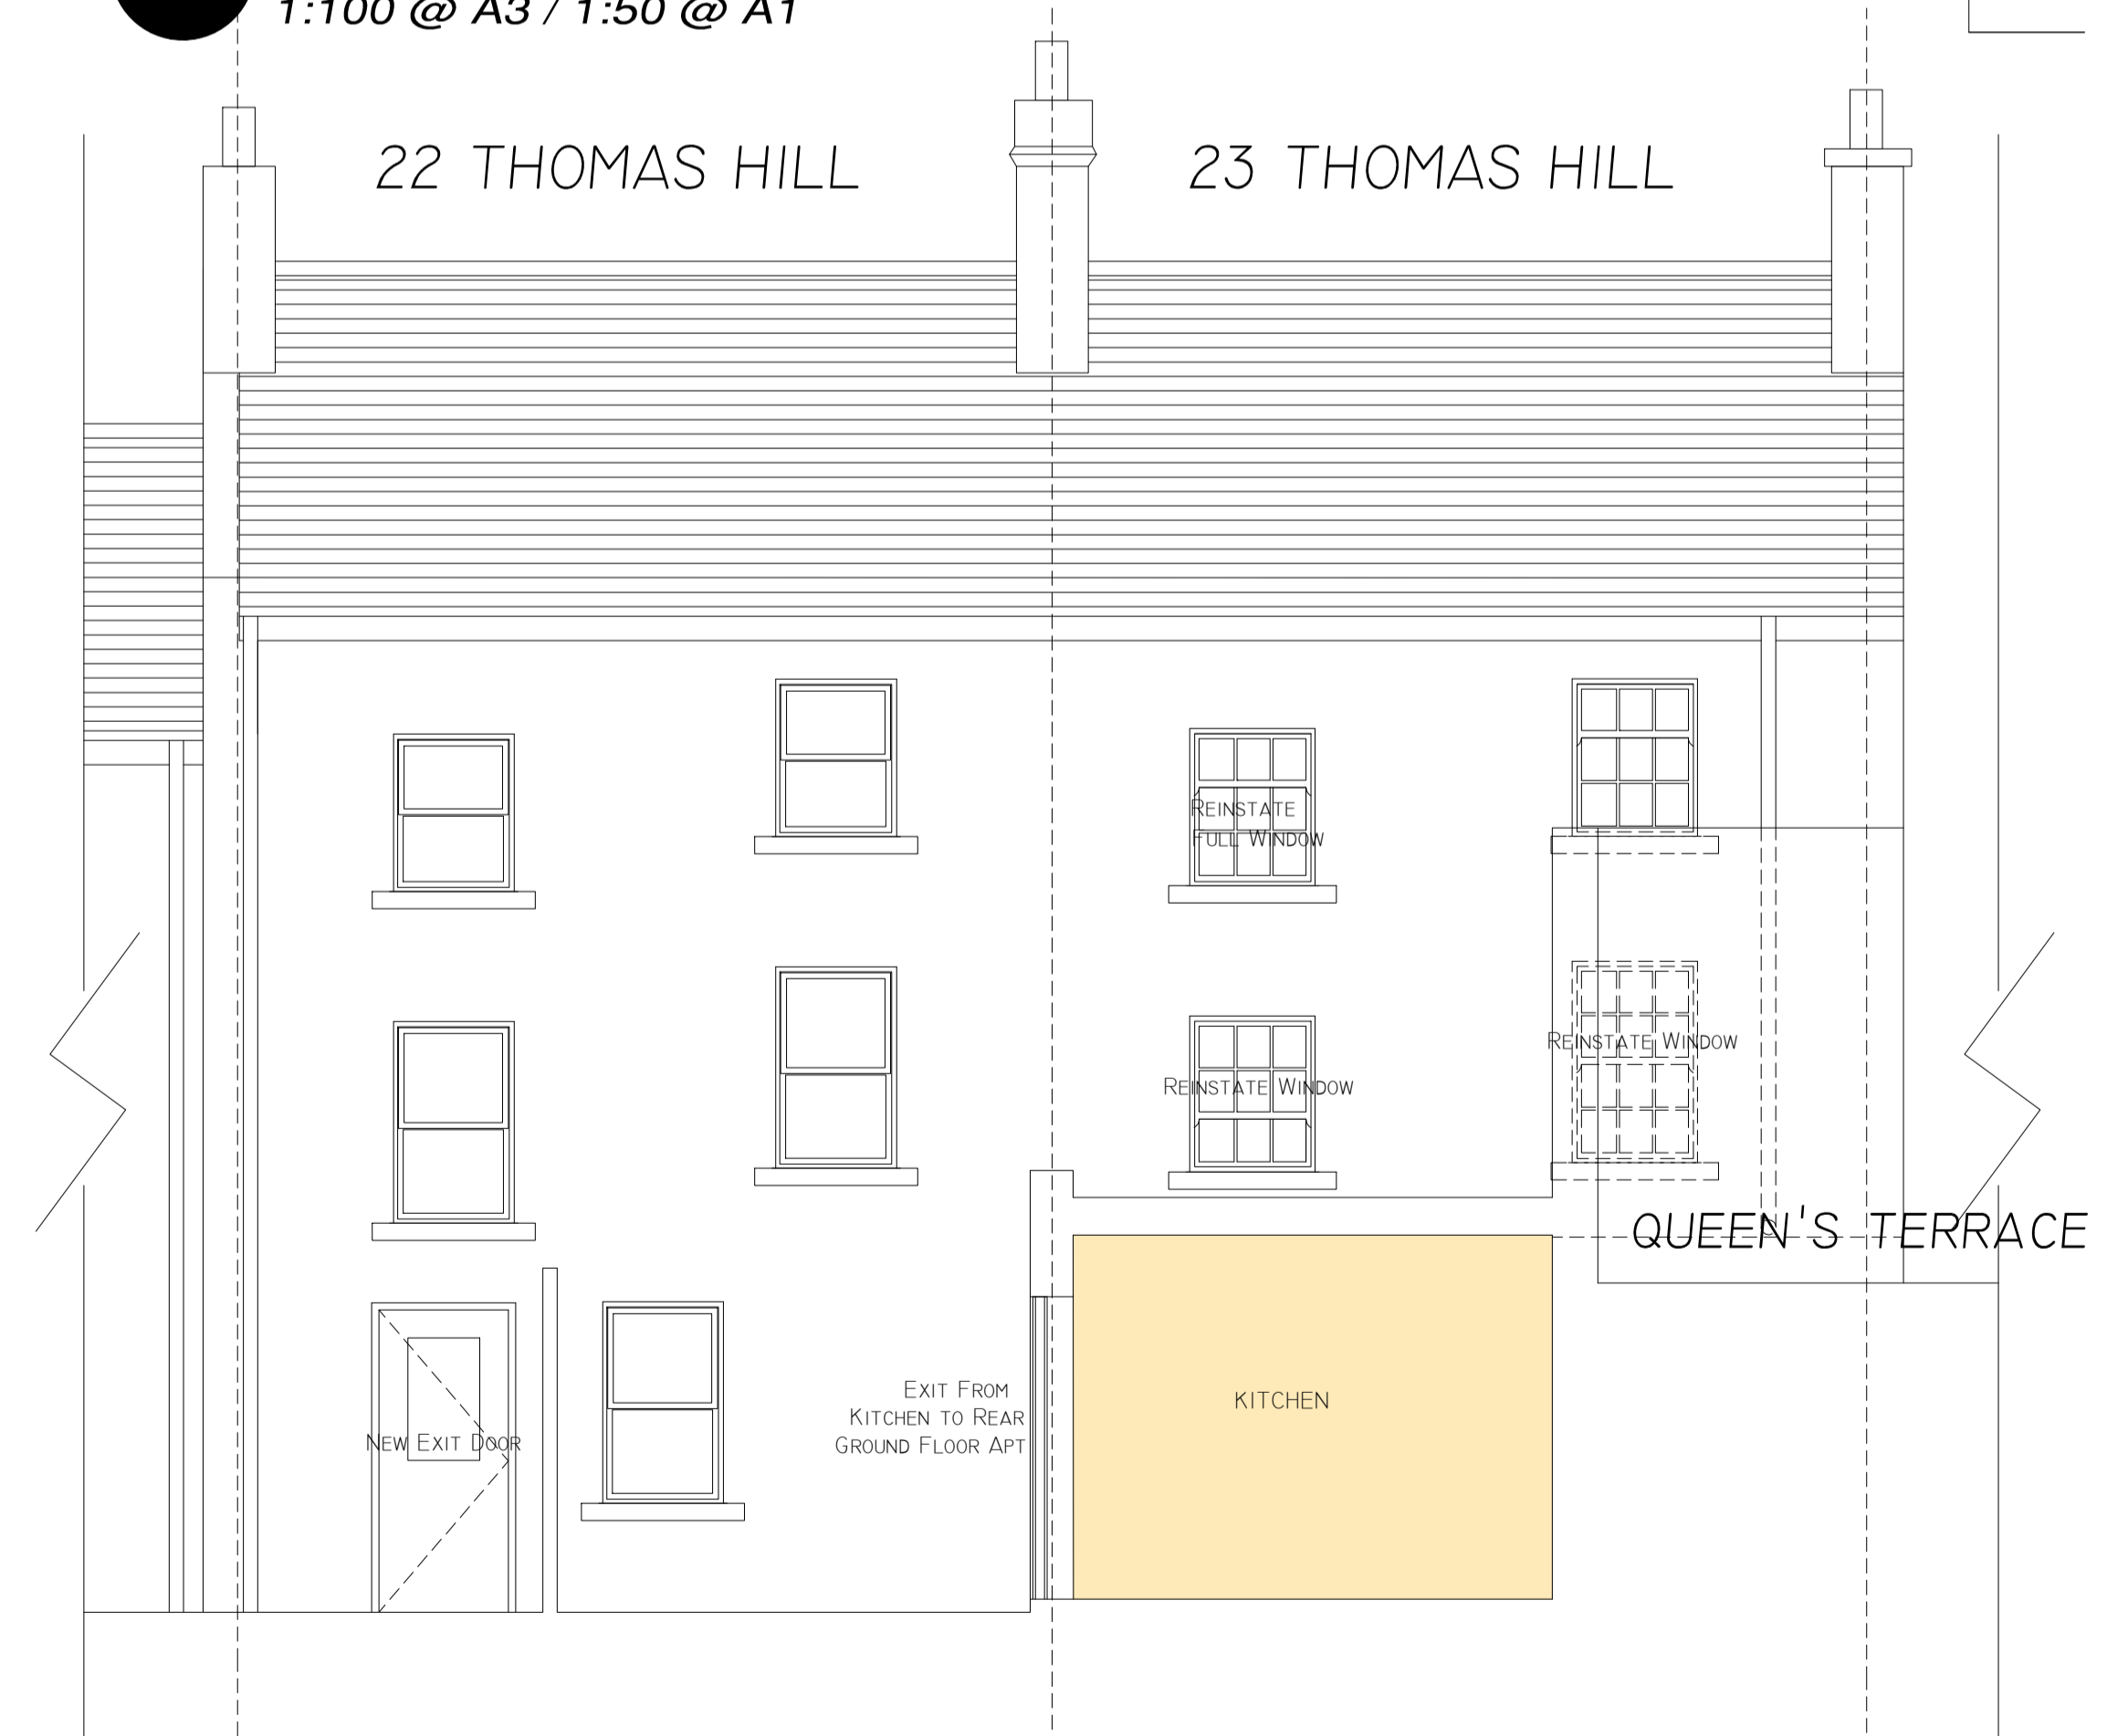 1:100 @ A3 / 1:50 @ A1
22 THOMAS HILL
23 THOMAS HILL
REINSTATE
FULL WINDOW
REINSTATE WINDOW
REINSTATE WINDOW
QUEEN'S TERRACE
EXIT FROM
KITCHEN TO REAR
GROUND FLOOR APT
KITCHEN
NEW EXIT DOOR